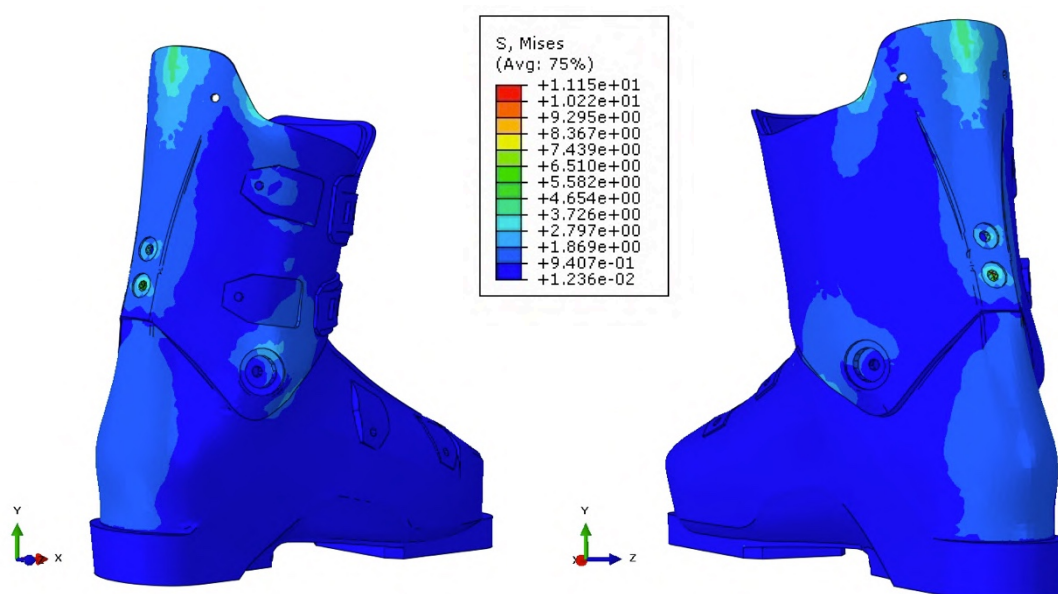 S, Mises
(Avg: 75%)
+1.115e+01
+1.022e+01
+9.295e+00
+8.367e+00
+7.439e+00
+6.510e+00
+5.582e+00
+4.654e+00
+3.726e+00
+2.797e+00
+1.869e+00
+9.407e-01
+1.236e-02
Y
X
Y
X
Z